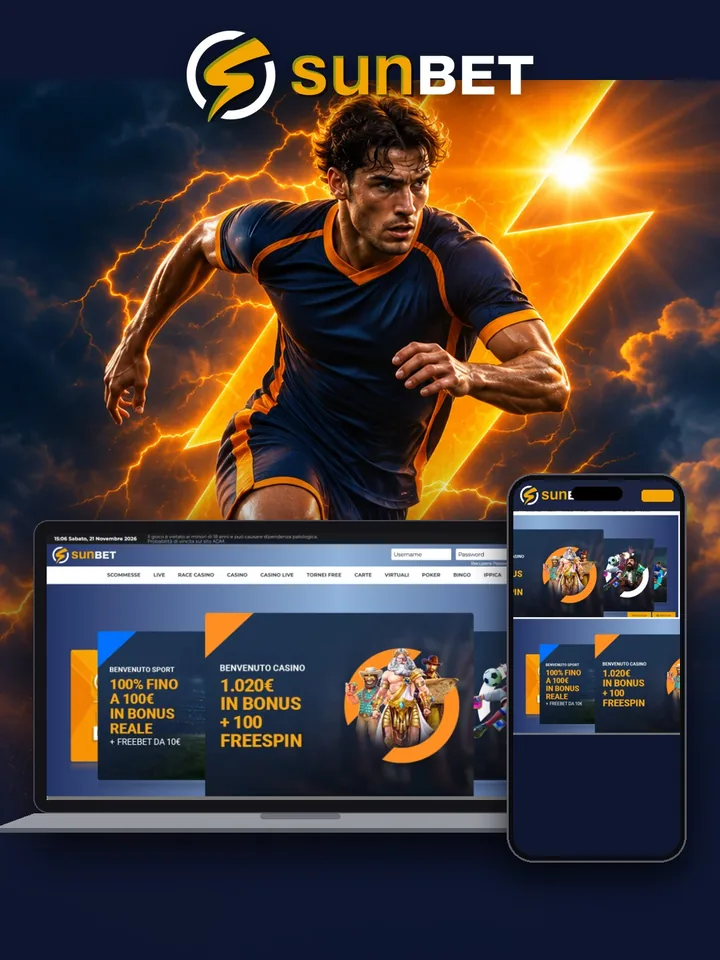 sunBET
15:06 Sabato, 21 Novembre 2026
Il gioco è vietato ai minori di 18 anni e può causare dipendenza patologica.
Probabilità di vincita sul sito ADM.
sunBET
Username
Password
SCOMMESSE LIVE RACE CASINO CASINO CASINO LIVE TORNEI FREE CARTE VIRTUALI POKER BINGO IPPICA
BENVENUTO SPORT
100% FINO
A 100€
IN BONUS
REALE
+ FREEBET DA 10€
BENVENUTO CASINO
1.020€
IN BONUS
+ 100
FREESPIN
sun
BENVENUTO SPORT
100% FINO
A 100€
IN BONUS
REALE
+ FREEBET DA 10€
BENVENUTO CASINO
1.020€
IN BONUS
+ 100
FREESPIN